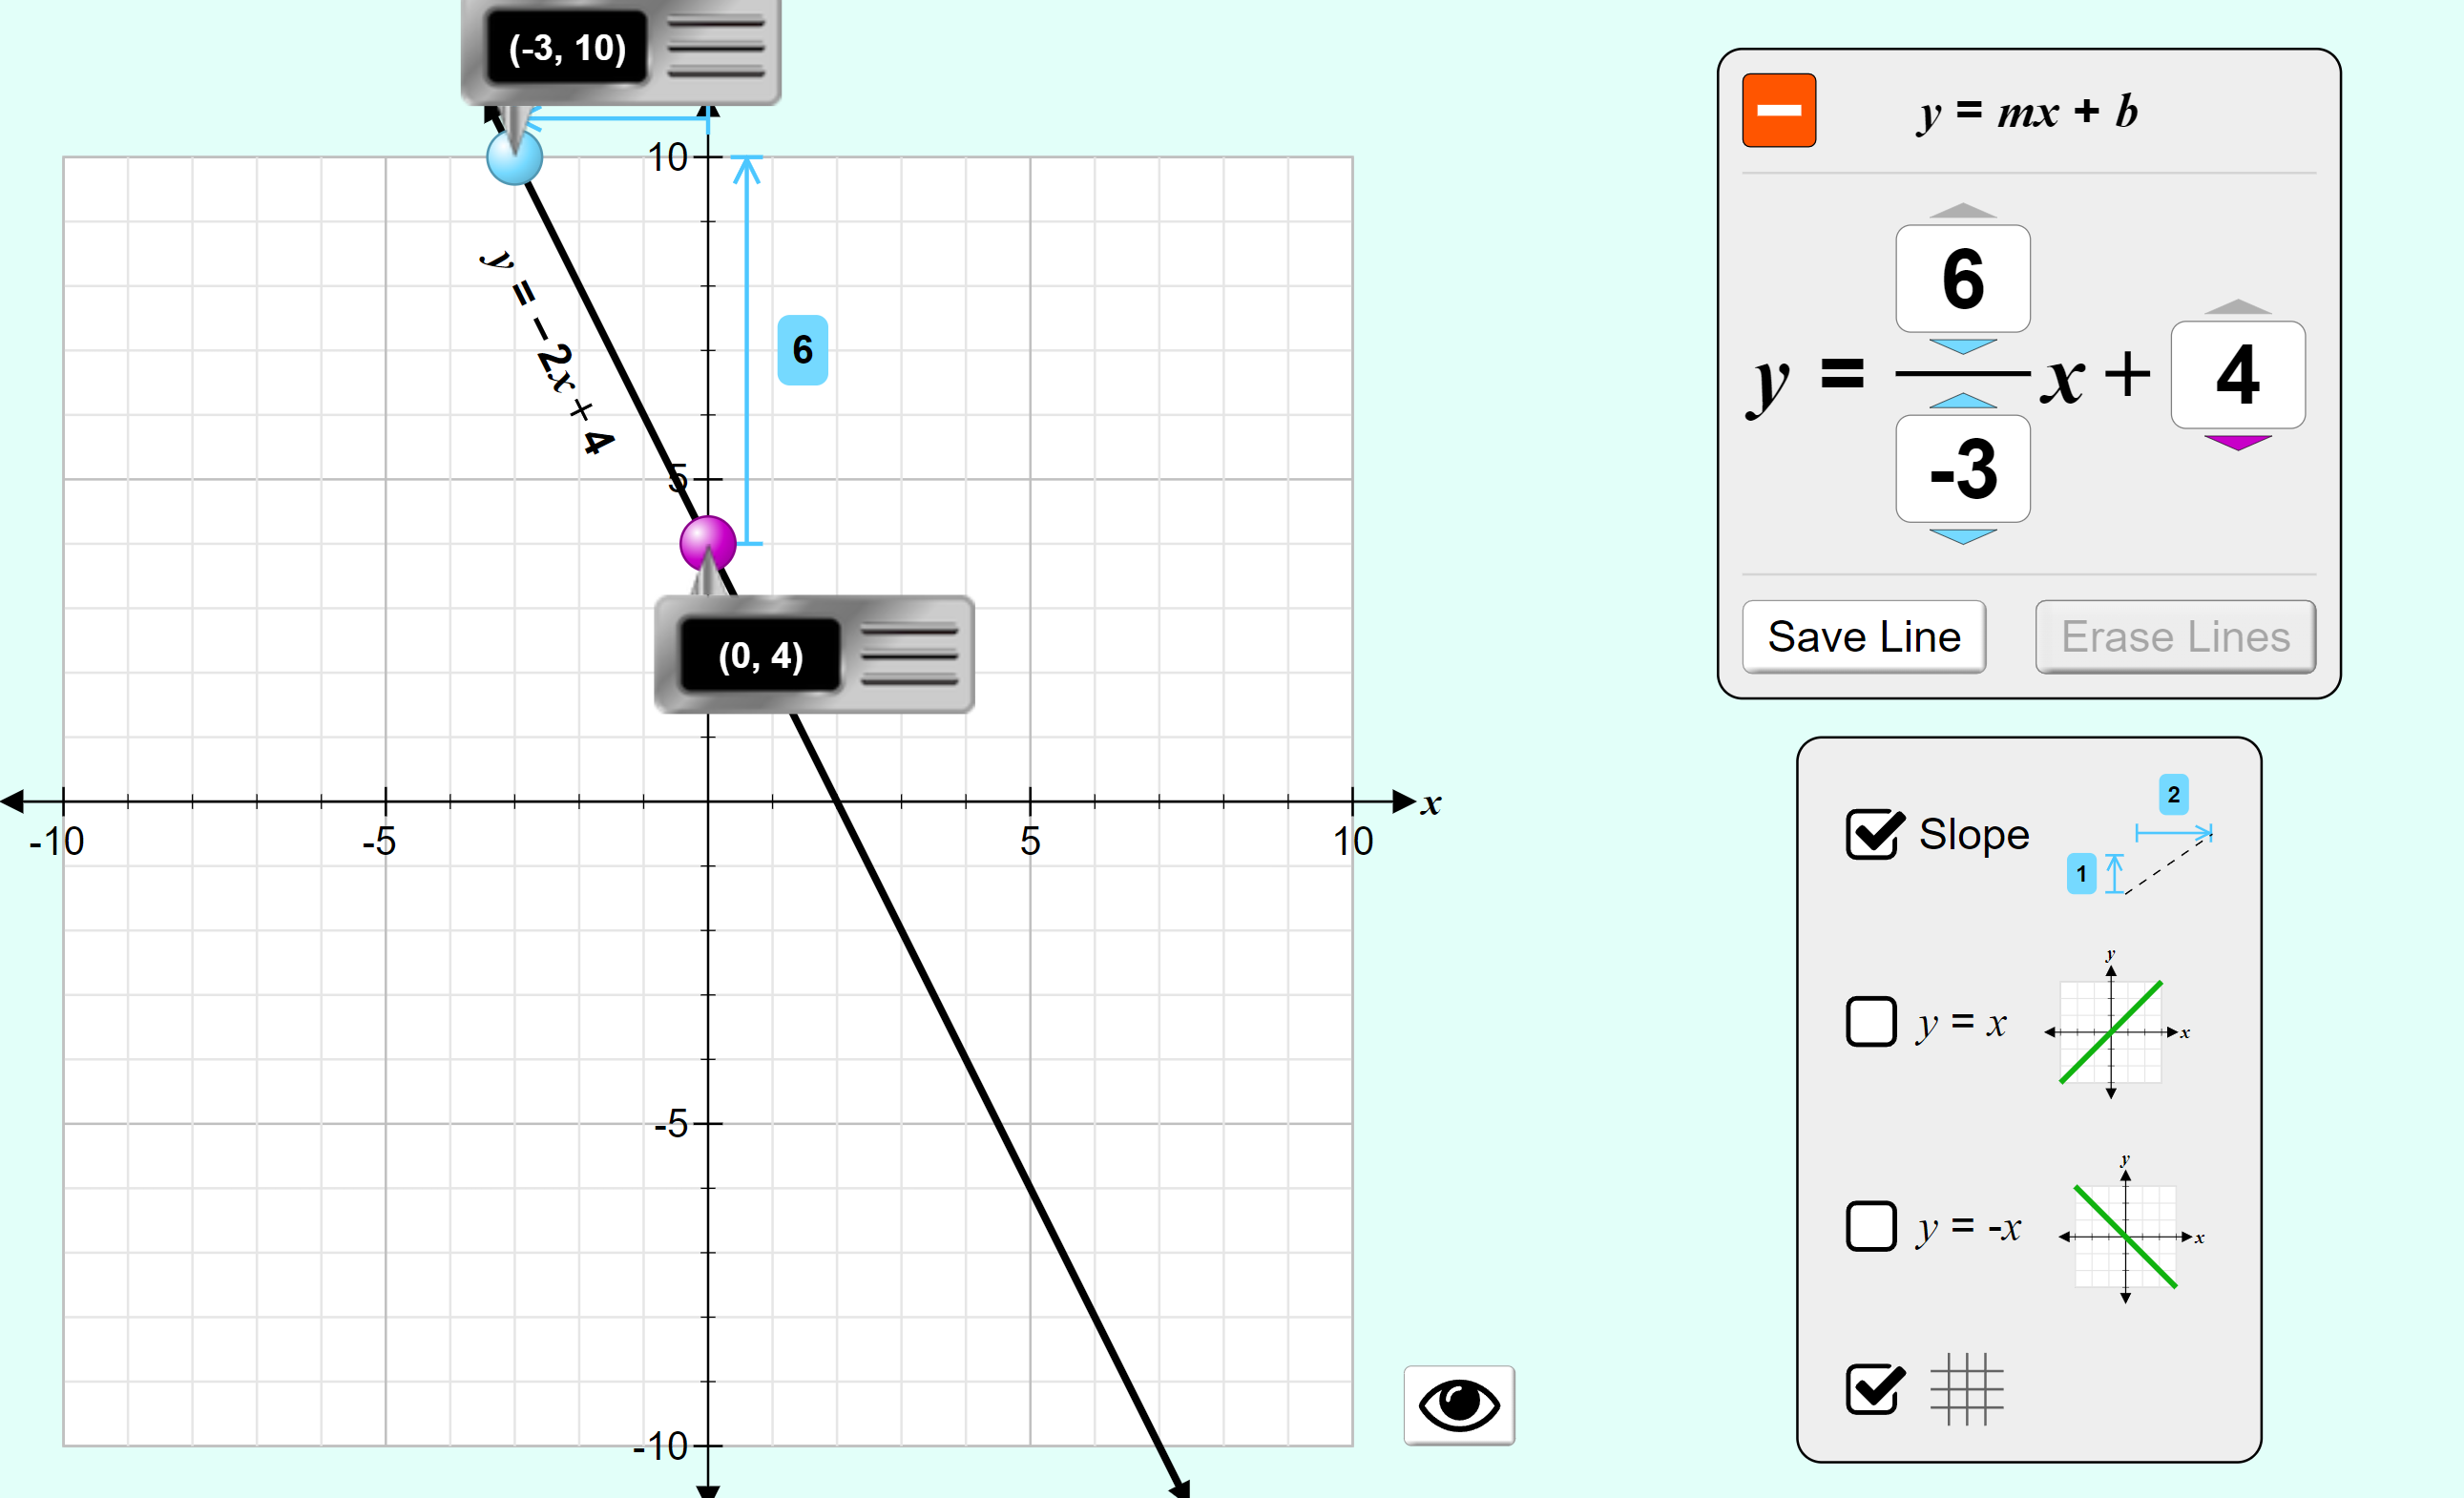 (-3, 10)
10
6
y = −2x + 4
5
(0, 4)
x
-10
-5
5
10
-5
-10
y = mx + b
6
y = x + 4
-3
Save Line
Erase Lines
2
Slope
1
y
y = x
x
y
y = -x
x